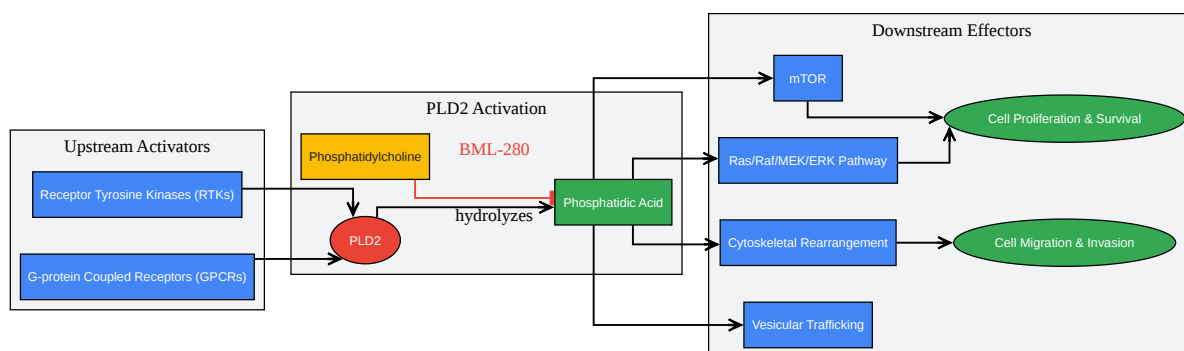 Upstream Activators
Receptor Tyrosine Kinases (RTKs)
G-protein Coupled Receptors (GPCRs)
PLD2 Activation
Phosphatidylcholine
BML-280
PLD2
hydrolyzes
Phosphatidic Acid
Downstream Effectors
mTOR
Cell Proliferation & Survival
Ras/Raf/MEK/ERK Pathway
Cytoskeletal Rearrangement
Cell Migration & Invasion
Vesicular Trafficking